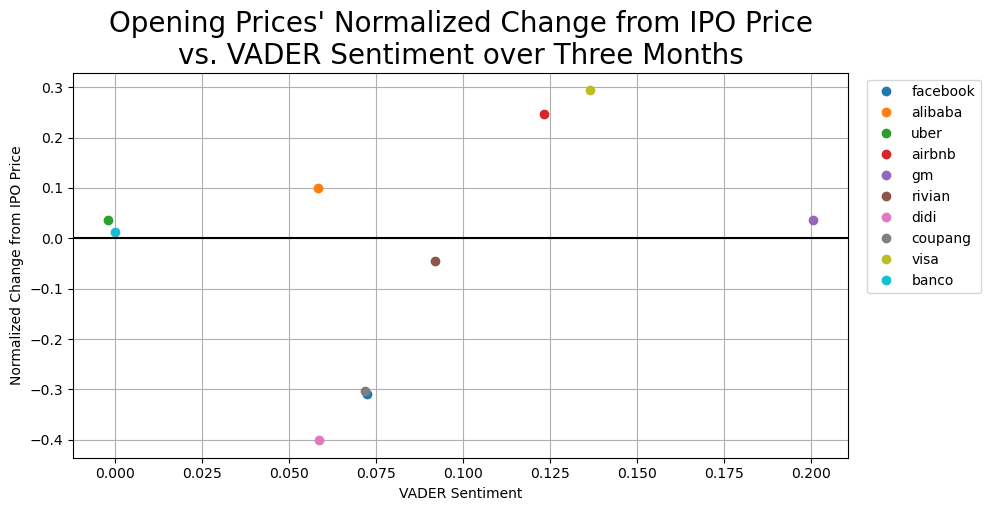 Opening Prices' Normalized Change from IPO Price
vs. VADER Sentiment over Three Months
Normalized Change from IPO Price
0.3
0.2
0.1
0.0
−0.1
−0.2
−0.3
−0.4
0.000 0.025 0.050 0.075 0.100 0.125 0.150 0.175 0.200
VADER Sentiment
facebook
alibaba
uber
airbnb
gm
rivian
didi
coupang
visa
banco